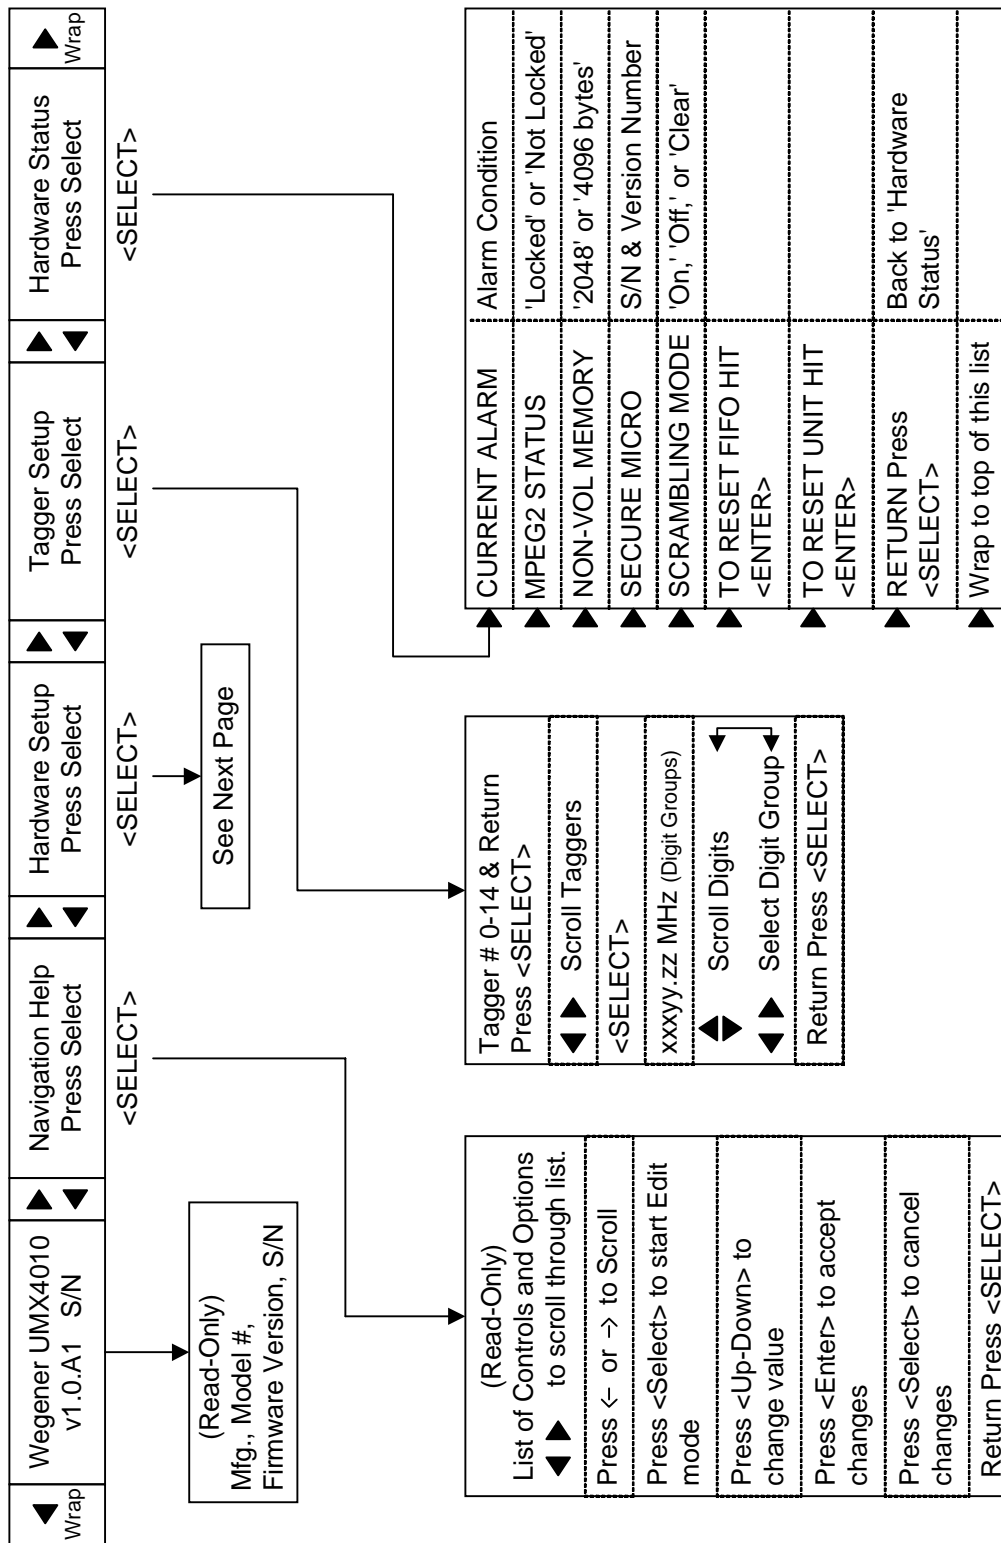 Wrap
Wegener UMX4010
v1.0.A1 S/N
Navigation Help
Press Select
Hardware Setup
Press Select
Tagger Setup
Press Select
Hardware Status
Press Select
Wrap
<SELECT>
<SELECT>
<SELECT>
<SELECT>
(Read-Only)
Mfg., Model #,
Firmware Version, S/N
See Next Page
(Read-Only)
List of Controls and Options
to scroll through list.
Press <- or -> to Scroll
Press <Select> to start Edit
mode
Press <Up-Down> to
change value
Press <Enter> to accept
changes
Press <Select> to cancel
changes
Return Press <SELECT>
Tagger # 0-14 & Return
Press <SELECT>
Scroll Taggers
<SELECT>
xxxyy.zz MHz (Digit Groups)
Scroll Digits
Select Digit Group
Return Press <SELECT>
CURRENT ALARM Alarm Condition
MPEG2 STATUS 'Locked' or 'Not Locked'
NON-VOL MEMORY '2048' or '4096 bytes'
SECURE MICRO S/N & Version Number
SCRAMBLING MODE 'On,' 'Off,' or 'Clear'
TO RESET FIFO HIT
<ENTER>
TO RESET UNIT HIT
<ENTER>
RETURN Press Back to 'Hardware
<SELECT> Status'
Wrap to top of this list